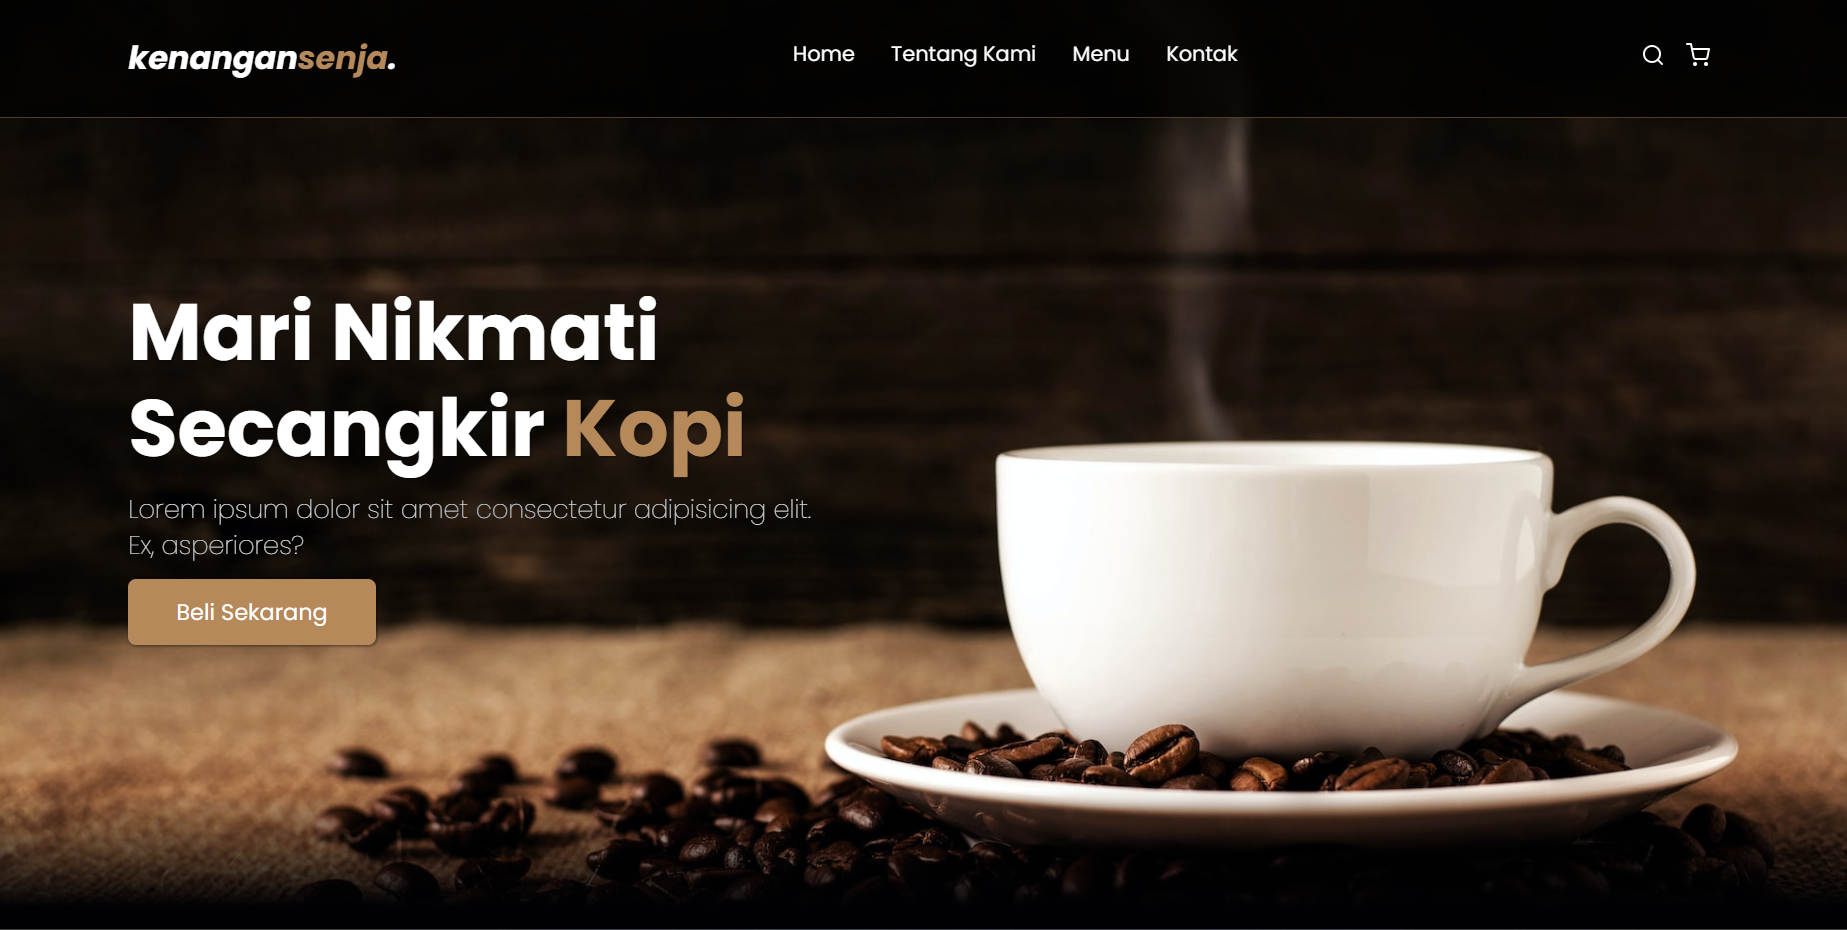 kenangansenja.
Home
Tentang Kami
Menu
Kontak
Mari Nikmati
Secangkir Kopi
Lorem ipsum dolor sit amet consectetur adipisicing elit.
Ex, asperiores?
Beli Sekarang